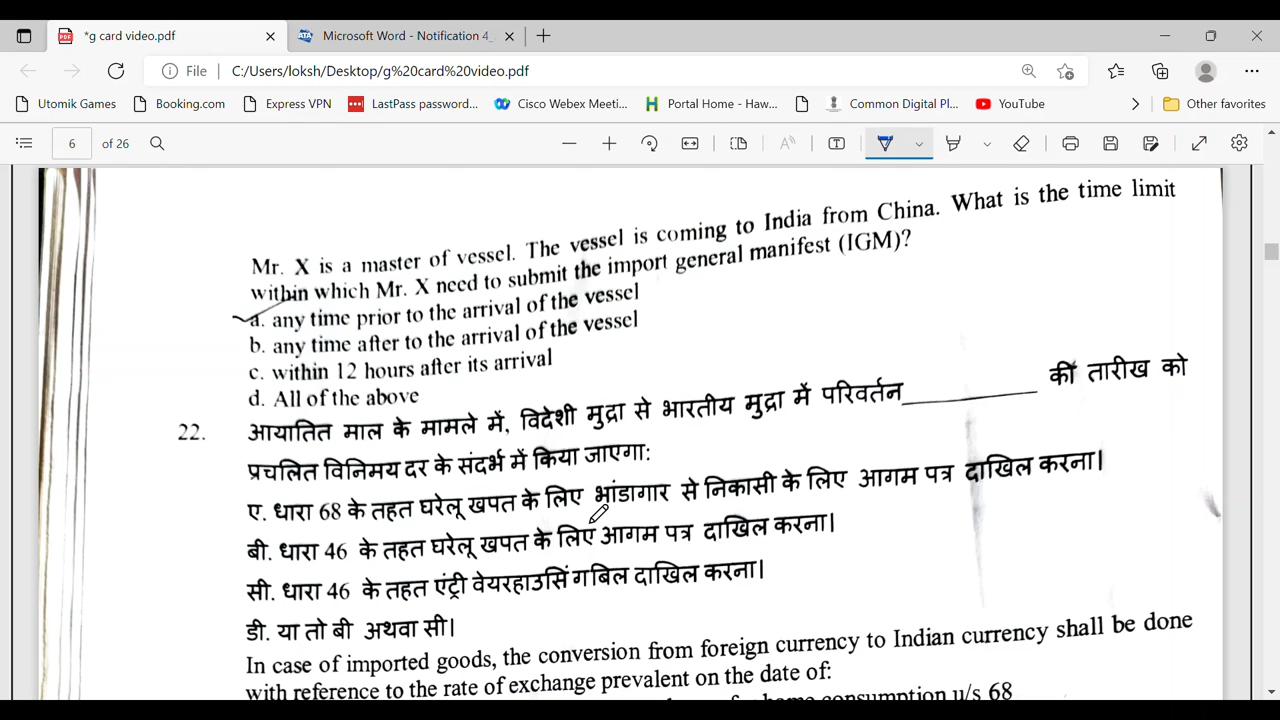 *g card video.pdf
Microsoft Word - Notification 4_
File
C:/Users/loksh/Desktop/g%20card%20video.pdf
Utomik Games
Booking.com
Express VPN
LastPass password...
Cisco Webex Meeti...
Portal Home - Haw...
Common Digital Pl...
YouTube
Other favorites
6 of 26
Mr. X is a master of vessel. The vessel is coming to India from China. What is the time limit
within which Mr. X need to submit the import general manifest (IGM)?
a. any time prior to the arrival of the vessel
b. any time after to the arrival of the vessel
c. within 12 hours after its arrival
d. All of the above
22. आयातित माल के मामले में, विदेशी मुद्रा से भारतीय मुद्रा में परिवर्तन__________ की तारीख को
प्रचलित विनिमय दर के संदर्भ में किया जाएगा:
ए. धारा 68 के तहत घरेलू खपत के लिए भांडागार से निकासी के लिए आगम पत्र दाखिल करना।
बी. धारा 46 के तहत घरेलू खपत के लिए आगम पत्र दाखिल करना।
सी. धारा 46 के तहत एंट्री वेयरहाउसिंगबिल दाखिल करना।
डी. या तो बी अथवा सी।
In case of imported goods, the conversion from foreign currency to Indian currency shall be done
with reference to the rate of exchange prevalent on the date of:
consumption u/s 68